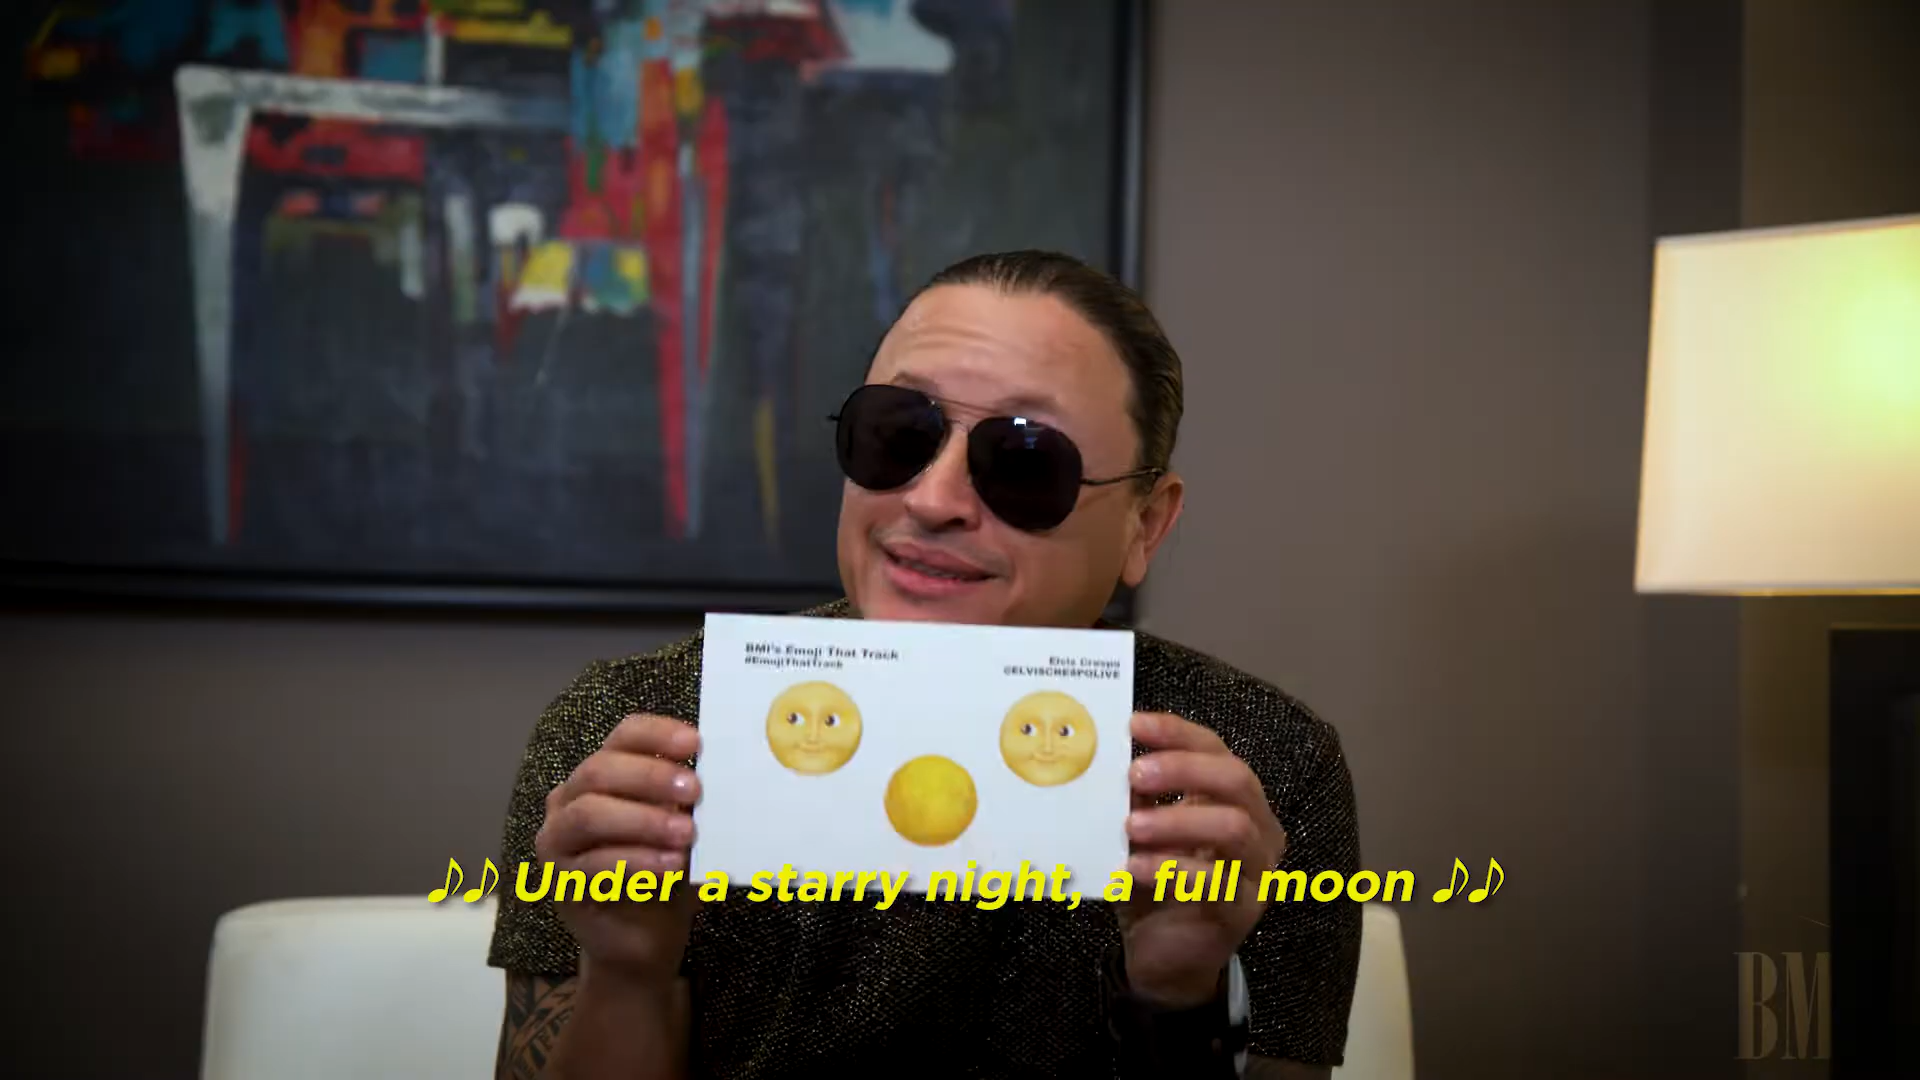 BMI's Emoji That Track
#EmojiThatTrack
Elvis Crespo
@ELVISCRESPOLIVE
♪♪ Under a starry night, a full moon ♪♪
BM